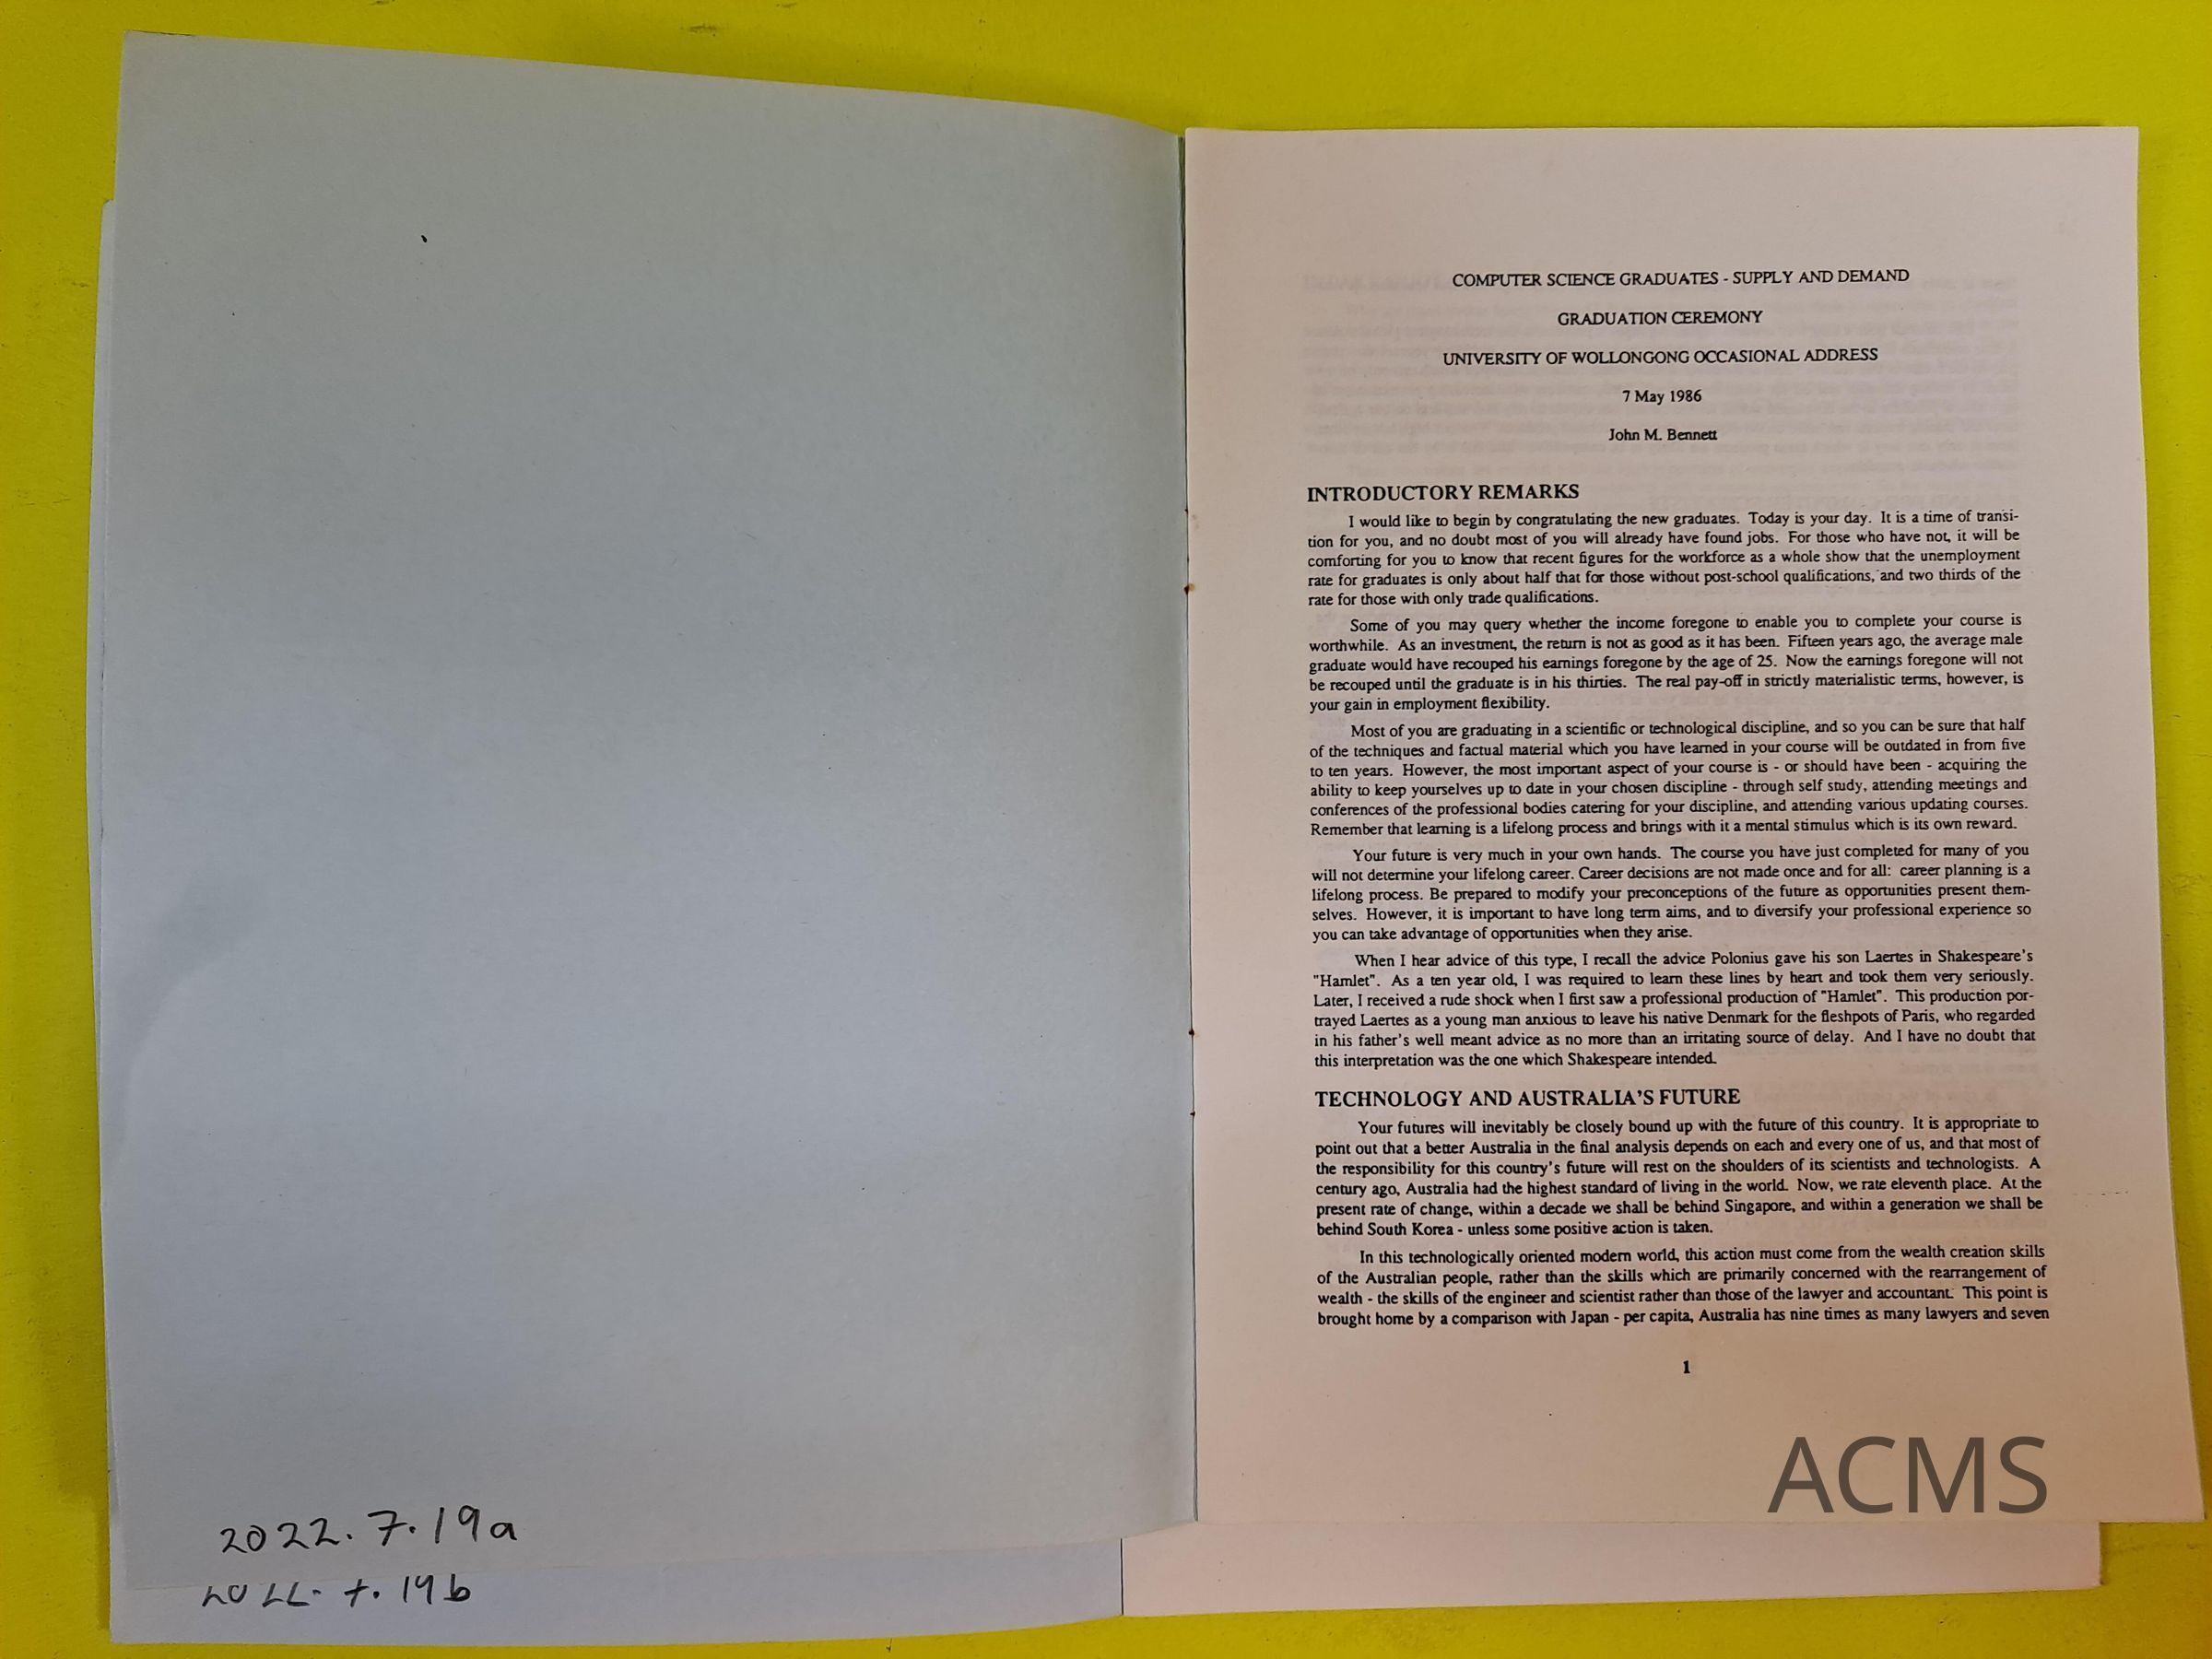 COMPUTER SCIENCE GRADUATES - SUPPLY AND DEMAND
GRADUATION CEREMONY
UNIVERSITY OF WOLLONGONG OCCASIONAL ADDRESS
7 May 1986
John M. Bennett
INTRODUCTORY REMARKS
I would like to begin by congratulating the new graduates. Today is your day. It is a time of transi-
tion for you, and no doubt most of you will already have found jobs. For those who have not, it will be
comforting for you to know that recent figures for the workforce as a whole show that the unemployment
rate for graduates is only about half that for those without post-school qualifications, and two thirds of the
rate for those with only trade qualifications.
Some of you may query whether the income foregone to enable you to complete your course is
worthwhile. As an investment, the return is not as good as it has been. Fifteen years ago, the average male
graduate would have recouped his earnings foregone by the age of 25. Now the earnings foregone will not
be recouped until the graduate is in his thirties. The real pay-off in strictly materialistic terms, however, is
your gain in employment flexibility.
Most of you are graduating in a scientific or technological discipline, and so you can be sure that half
of the techniques and factual material which you have learned in your course will be outdated in from five
to ten years. However, the most important aspect of your course is - or should have been - acquiring the
ability to keep yourselves up to date in your chosen discipline - through self study, attending meetings and
conferences of the professional bodies catering for your discipline, and attending various updating courses.
Remember that learning is a lifelong process and brings with it a mental stimulus which is its own reward.
Your future is very much in your own hands. The course you have just completed for many of you
will not determine your lifelong career. Career decisions are not made once and for all: career planning is a
lifelong process. Be prepared to modify your preconceptions of the future as opportunities present them-
selves. However, it is important to have long term aims, and to diversify your professional experience so
you can take advantage of opportunities when they arise.
When I hear advice of this type, I recall the advice Polonius gave his son Laertes in Shakespeare's
"Hamlet". As a ten year old, I was required to learn these lines by heart and took them very seriously.
Later, I received a rude shock when I first saw a professional production of "Hamlet". This production por-
trayed Laertes as a young man anxious to leave his native Denmark for the fleshpots of Paris, who regarded
in his father's well meant advice as no more than an irritating source of delay. And I have no doubt that
this interpretation was the one which Shakespeare intended.
TECHNOLOGY AND AUSTRALIA'S FUTURE
Your futures will inevitably be closely bound up with the future of this country. It is appropriate to
point out that a better Australia in the final analysis depends on each and every one of us, and that most of
the responsibility for this country's future will rest on the shoulders of its scientists and technologists. A
century ago, Australia had the highest standard of living in the world. Now, we rate eleventh place. At the
present rate of change, within a decade we shall be behind Singapore, and within a generation we shall be
behind South Korea - unless some positive action is taken.
In this technologically oriented modern world, this action must come from the wealth creation skills
of the Australian people, rather than the skills which are primarily concerned with the rearrangement of
wealth - the skills of the engineer and scientist rather than those of the lawyer and accountant. This point is
brought home by a comparison with Japan - per capita, Australia has nine times as many lawyers and seven
1
ACMS
2022.7.19a
2022.7.19b